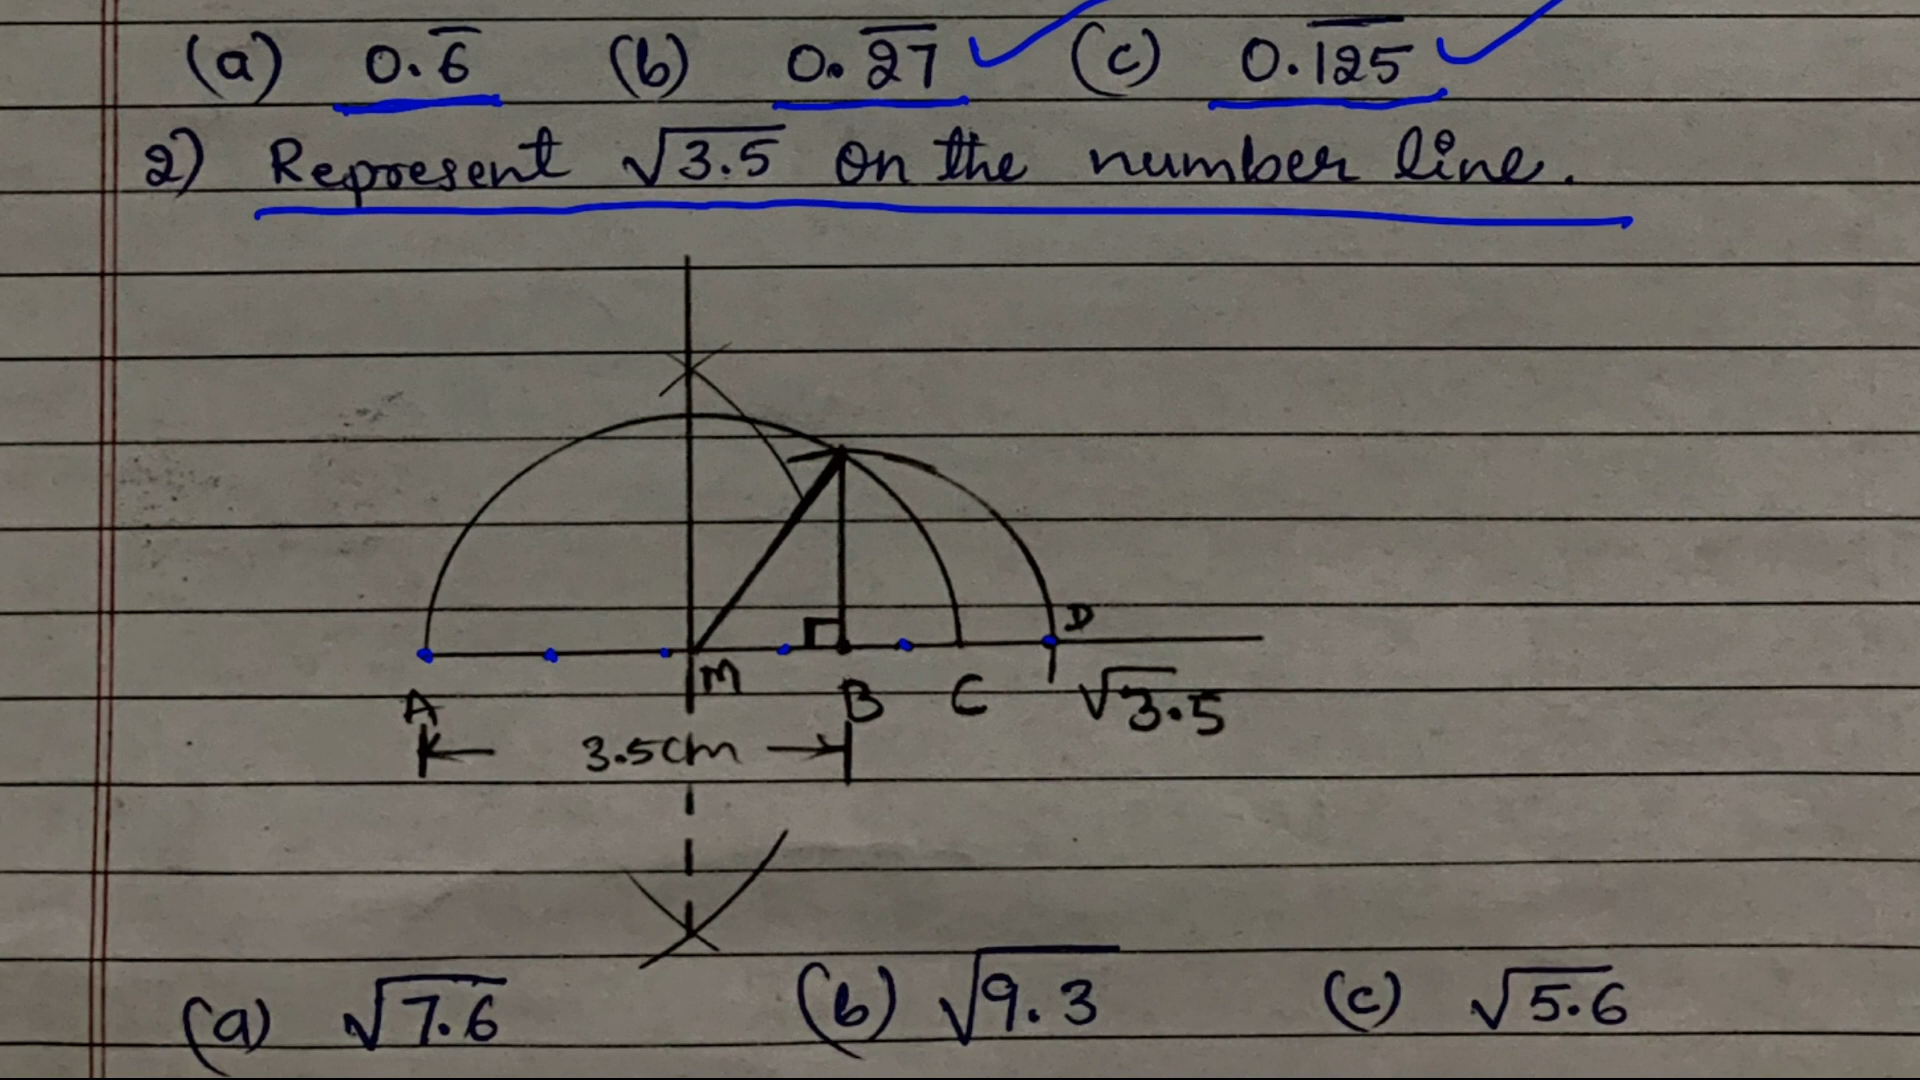 (a) 0.6̅ (b) 0.2̅7̅ (c) 0.1̅2̅5̅
2) Represent √3.5 on the number line.
D
M
A B C √3.5
3.5cm
(a) √7.6 (b) √9.3 (c) √5.6